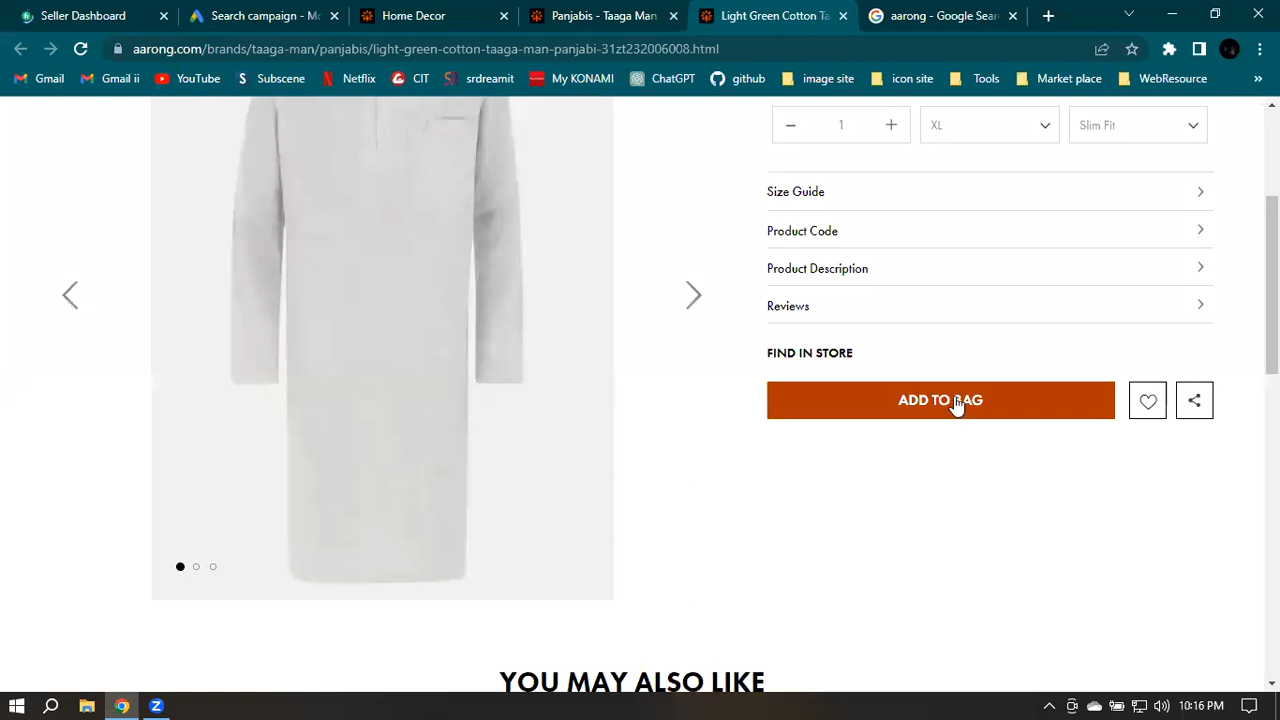 Seller Dashboard
Search campaign - Mc
Home Decor
Panjabis - Taaga Man
Light Green Cotton Ta
aarong - Google Sear
aarong.com/brands/taaga-man/panjabis/light-green-cotton-taaga-man-panjabi-31zt232006008.html
Gmail
Gmail ii
YouTube
Subscene
Netflix
CIT
srdreamit
My KONAMI
ChatGPT
github
image site
icon site
Tools
Market place
WebResource
1
XL
Slim Fit
Size Guide
Product Code
Product Description
Reviews
FIND IN STORE
ADD TO BAG
YOU MAY ALSO LIKE
10:16 PM